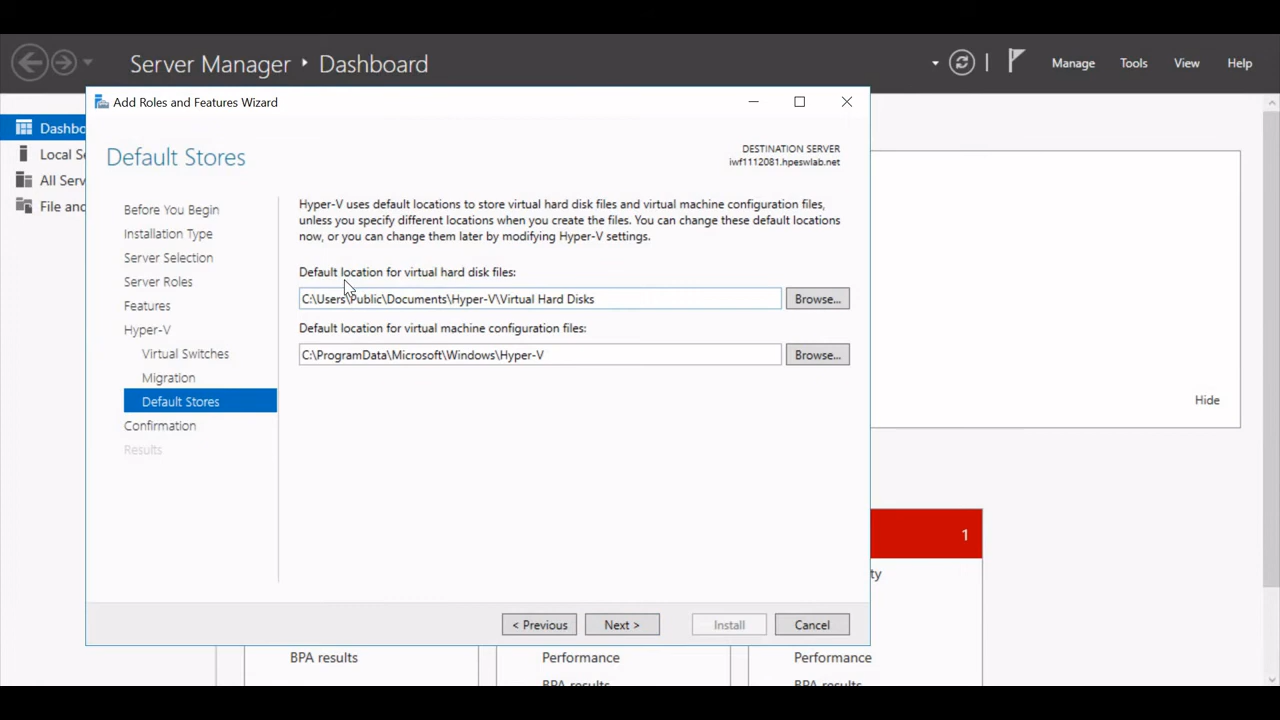 Server Manager ‣ Dashboard
Manage
Tools
View
Help
Dashbo
Local Se
All Serv
File and
Add Roles and Features Wizard
Default Stores
DESTINATION SERVER
iwf1112081.hpeswlab.net
Before You Begin
Installation Type
Server Selection
Server Roles
Features
Hyper-V
Virtual Switches
Migration
Default Stores
Confirmation
Results
Hyper-V uses default locations to store virtual hard disk files and virtual machine configuration files,
unless you specify different locations when you create the files. You can change these default locations
now, or you can change them later by modifying Hyper-V settings.
Default location for virtual hard disk files:
C:\Users\Public\Documents\Hyper-V\Virtual Hard Disks
Browse...
Default location for virtual machine configuration files:
C:\ProgramData\Microsoft\Windows\Hyper-V
Browse...
Hide
1
ty
< Previous
Next >
Install
Cancel
BPA results
Performance
Performance
BPA results
BPA results